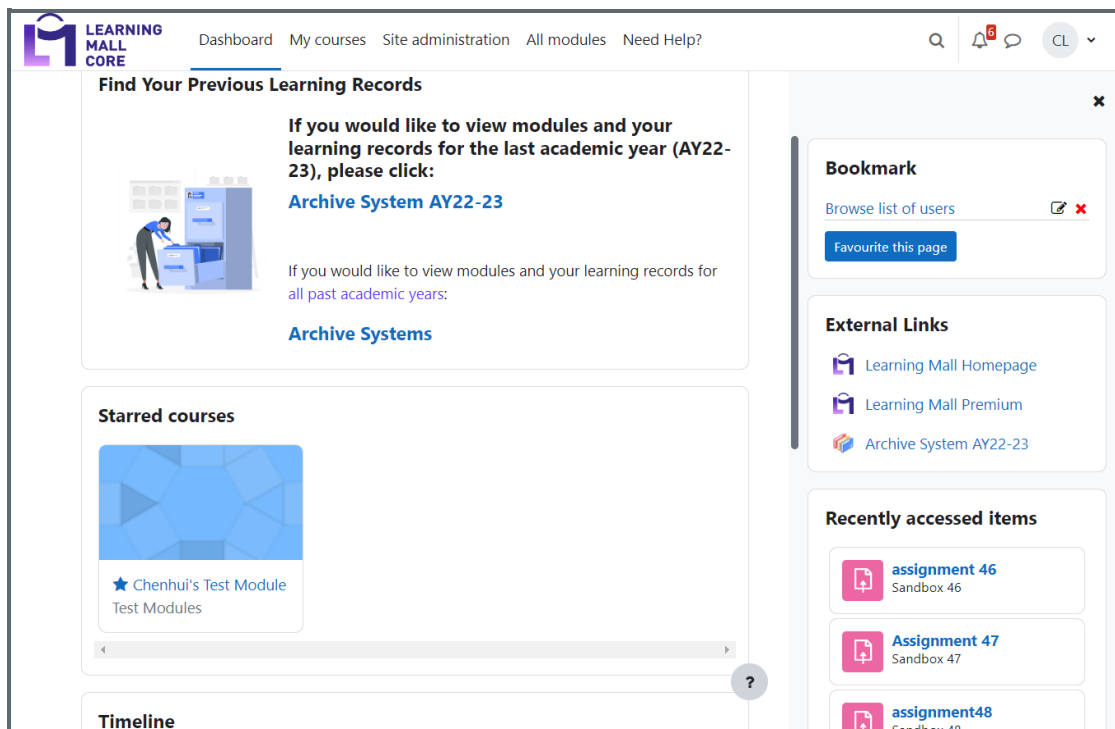 LEARNING
MALL
CORE
Dashboard My courses Site administration All modules Need Help?
6
CL
Find Your Previous Learning Records
If you would like to view modules and your
learning records for the last academic year (AY22-
23), please click:
Archive System AY22-23
If you would like to view modules and your learning records for
all past academic years:
Archive Systems
Starred courses
Chenhui's Test Module
Test Modules
?
Timeline
Bookmark
Browse list of users
Favourite this page
External Links
Learning Mall Homepage
Learning Mall Premium
Archive System AY22-23
Recently accessed items
assignment 46
Sandbox 46
Assignment 47
Sandbox 47
assignment48
Sandbox 48